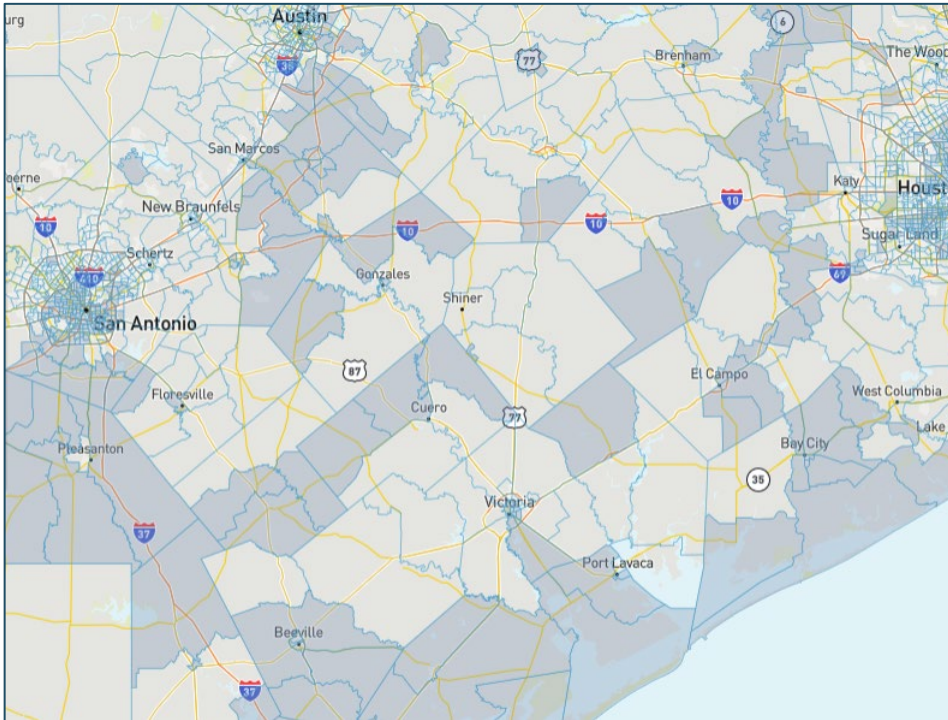 urg
Austin
6
The Wood
35
77
Brenham
San Marcos
oerne
Katy
Houst
New Braunfels
10
10
10
10
Sugar Land
Schertz
410
Gonzales
69
Shiner
San Antonio
87
El Campo
Floresville
Cuero
77
West Columbia
Lake
Pleasanton
Bay City
35
Victoria
37
Port Lavaca
Beeville
37